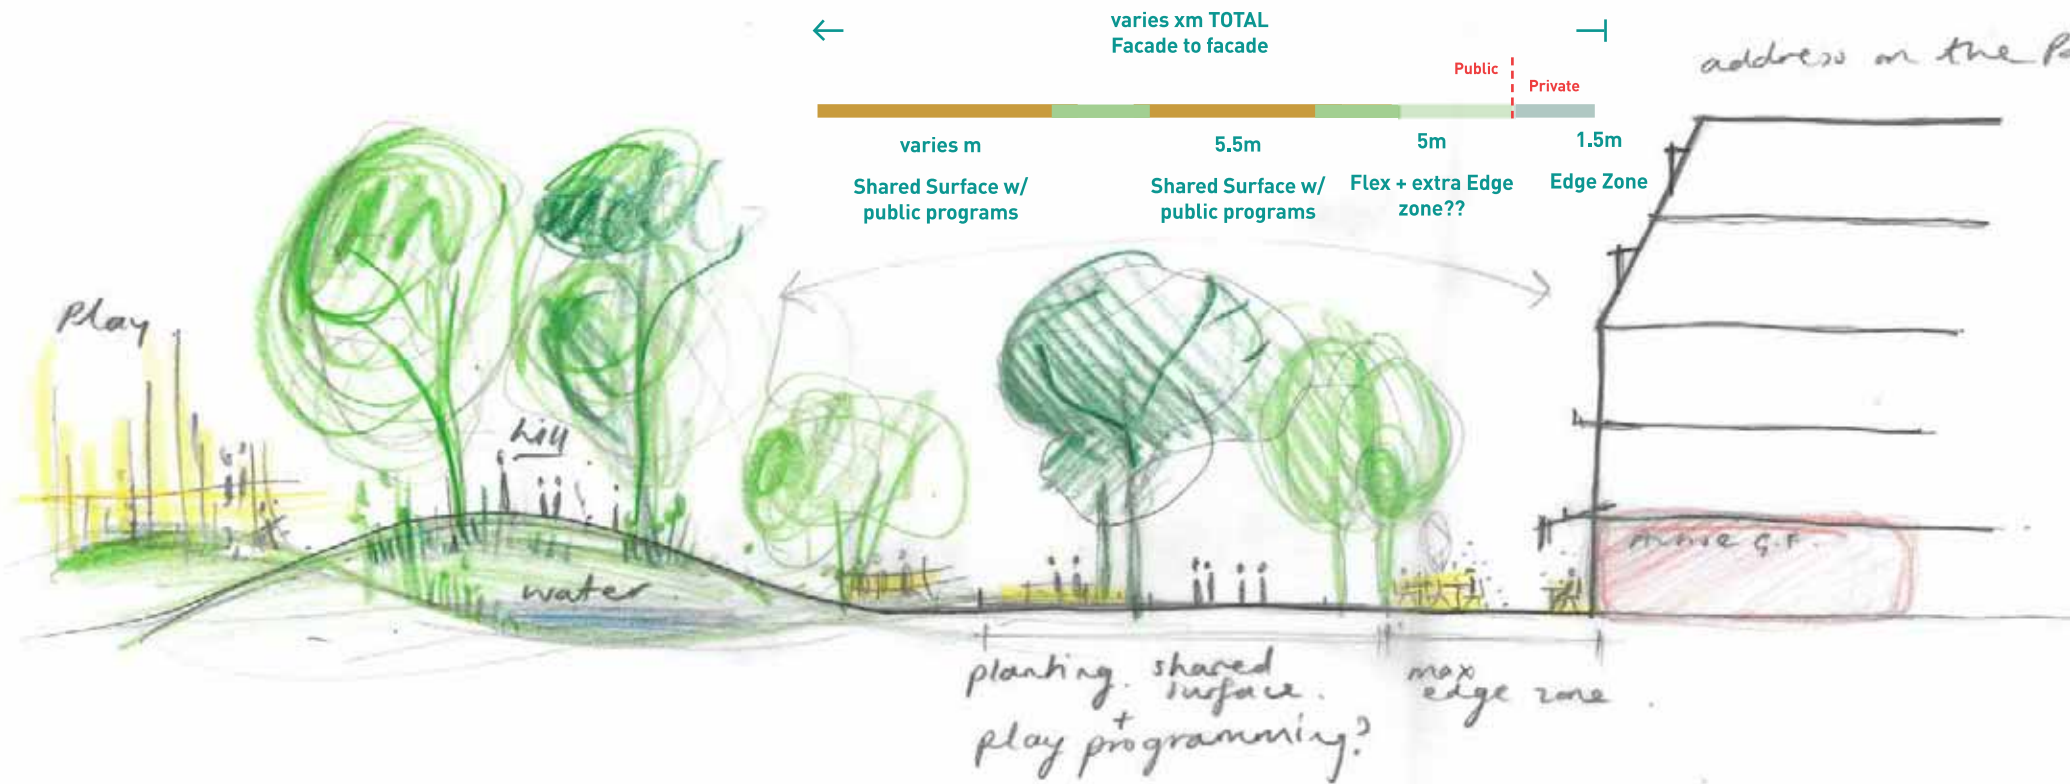 varies xm TOTAL
Facade to facade
address on the
Public
Private
varies m
5.5m
5m
1.5m
Shared Surface w/
public programs
Shared Surface w/
public programs
Flex + extra Edge
zone??
Edge Zone
Play
hill
water
G.F.
planting. shared
surface.
+
play programming?
max
edge zone.